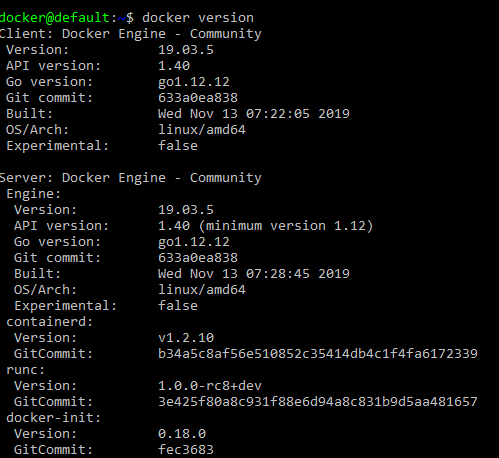 docker@default:~$ docker version
Client: Docker Engine - Community
 Version:           19.03.5
 API version:       1.40
 Go version:        go1.12.12
 Git commit:        633a0ea838
 Built:             Wed Nov 13 07:22:05 2019
 OS/Arch:           linux/amd64
 Experimental:      false

Server: Docker Engine - Community
 Engine:
  Version:          19.03.5
  API version:      1.40 (minimum version 1.12)
  Go version:       go1.12.12
  Git commit:       633a0ea838
  Built:            Wed Nov 13 07:28:45 2019
  OS/Arch:          linux/amd64
  Experimental:     false
 containerd:
  Version:          v1.2.10
  GitCommit:        b34a5c8af56e510852c35414db4c1f4fa6172339
 runc:
  Version:          1.0.0-rc8+dev
  GitCommit:        3e425f80a8c931f88e6d94a8c831b9d5aa481657
 docker-init:
  Version:          0.18.0
  GitCommit:        fec3683